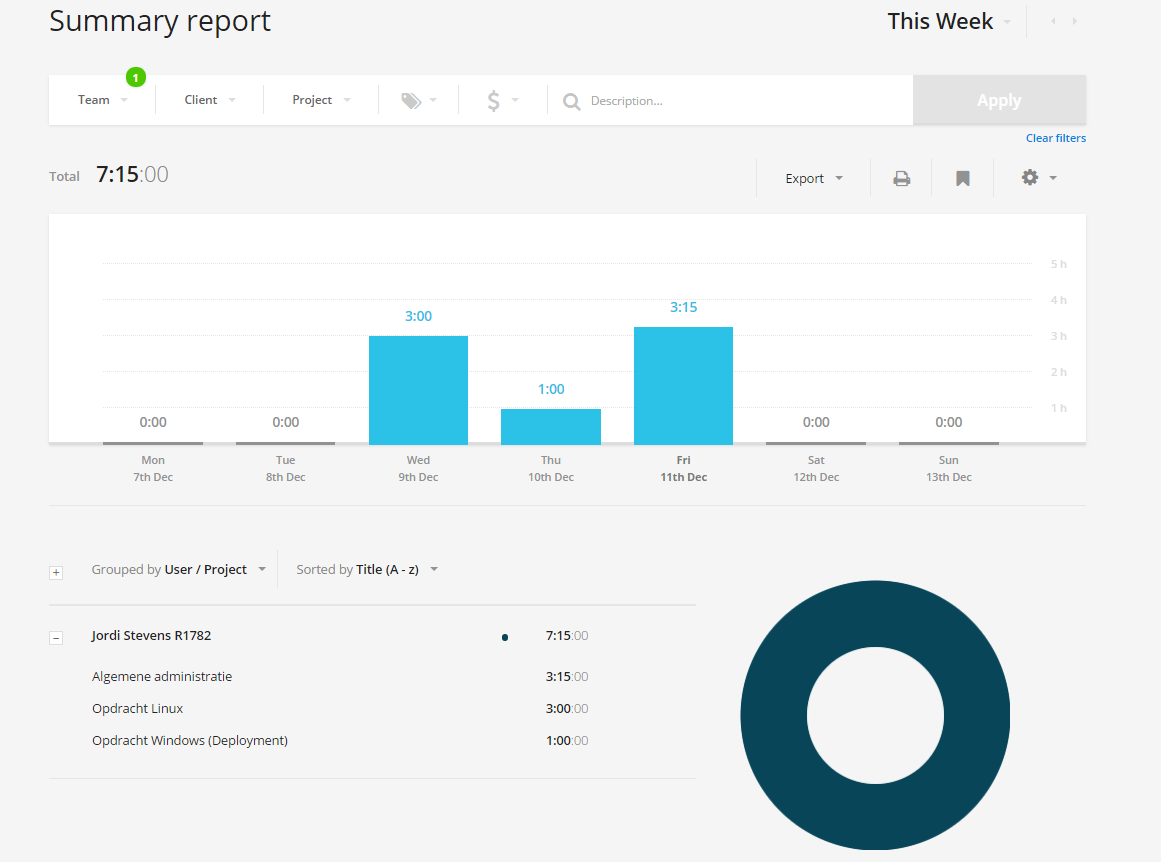 Summary report
This Week
1
Team Client Project $ Description... Apply
Clear filters
Total 7:15:00
Export
5 h
4 h
3:15
3:00
3 h
2 h
1:00
1 h
0:00 0:00 0:00 0:00
Mon Tue Wed Thu Fri Sat Sun
7th Dec 8th Dec 9th Dec 10th Dec 11th Dec 12th Dec 13th Dec
+ Grouped by User / Project Sorted by Title (A - z)
− Jordi Stevens R1782 7:15:00
Algemene administratie 3:15:00
Opdracht Linux 3:00:00
Opdracht Windows (Deployment) 1:00:00